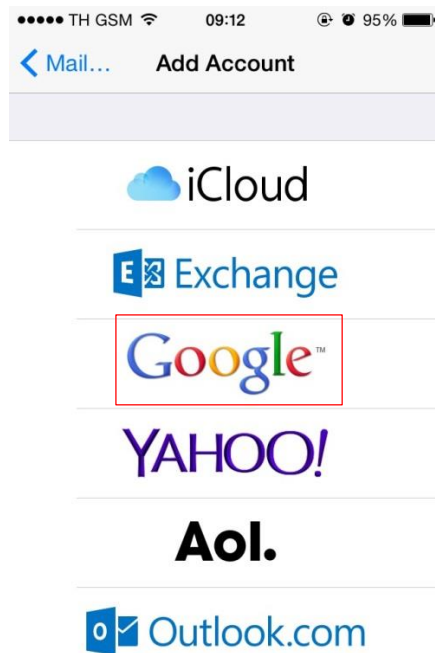 TH GSM 09:12 95%
Mail... Add Account
iCloud
E Exchange
Google™
YAHOO!
Aol.
o Outlook.com